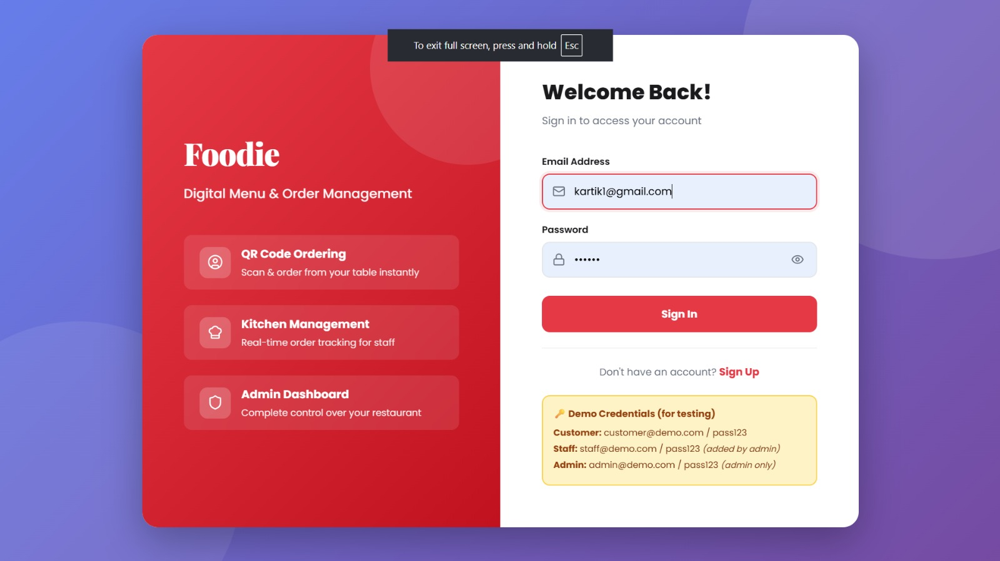 To exit full screen, press and hold Esc
Foodie
Digital Menu & Order Management
QR Code Ordering
Scan & order from your table instantly
Kitchen Management
Real-time order tracking for staff
Admin Dashboard
Complete control over your restaurant
Welcome Back!
Sign in to access your account
Email Address
kartik1@gmail.com
Password
••••••
Sign In
Don't have an account? Sign Up
🔑 Demo Credentials (for testing)
Customer: customer@demo.com / pass123
Staff: staff@demo.com / pass123 (added by admin)
Admin: admin@demo.com / pass123 (admin only)